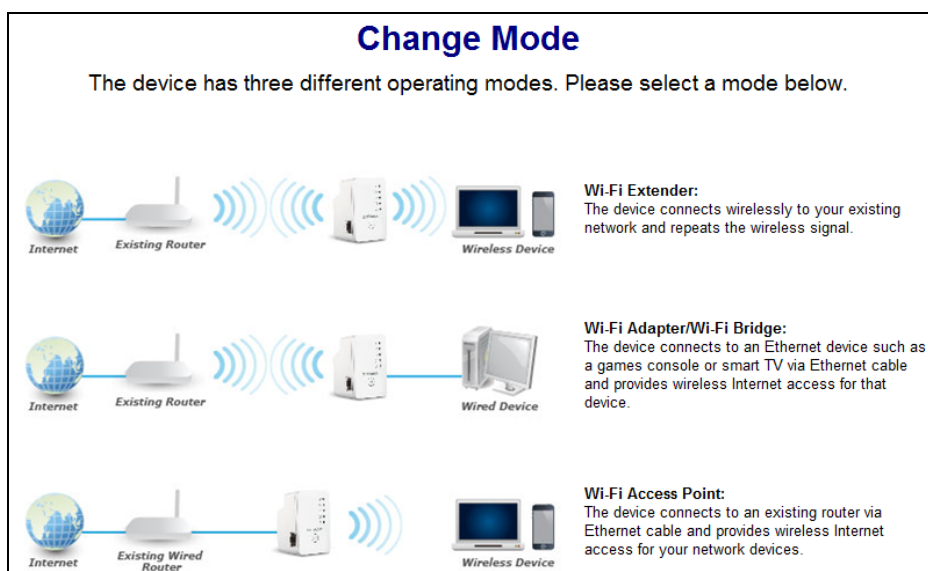 Change Mode
The device has three different operating modes. Please select a mode below.
Internet
Existing Router
Wireless Device
Wi-Fi Extender:
The device connects wirelessly to your existing
network and repeats the wireless signal.
Internet
Existing Router
Wired Device
Wi-Fi Adapter/Wi-Fi Bridge:
The device connects to an Ethernet device such as
a games console or smart TV via Ethernet cable
and provides wireless Internet access for that
device.
Internet
Existing Wired
Router
Wireless Device
Wi-Fi Access Point:
The device connects to an existing router via
Ethernet cable and provides wireless Internet
access for your network devices.